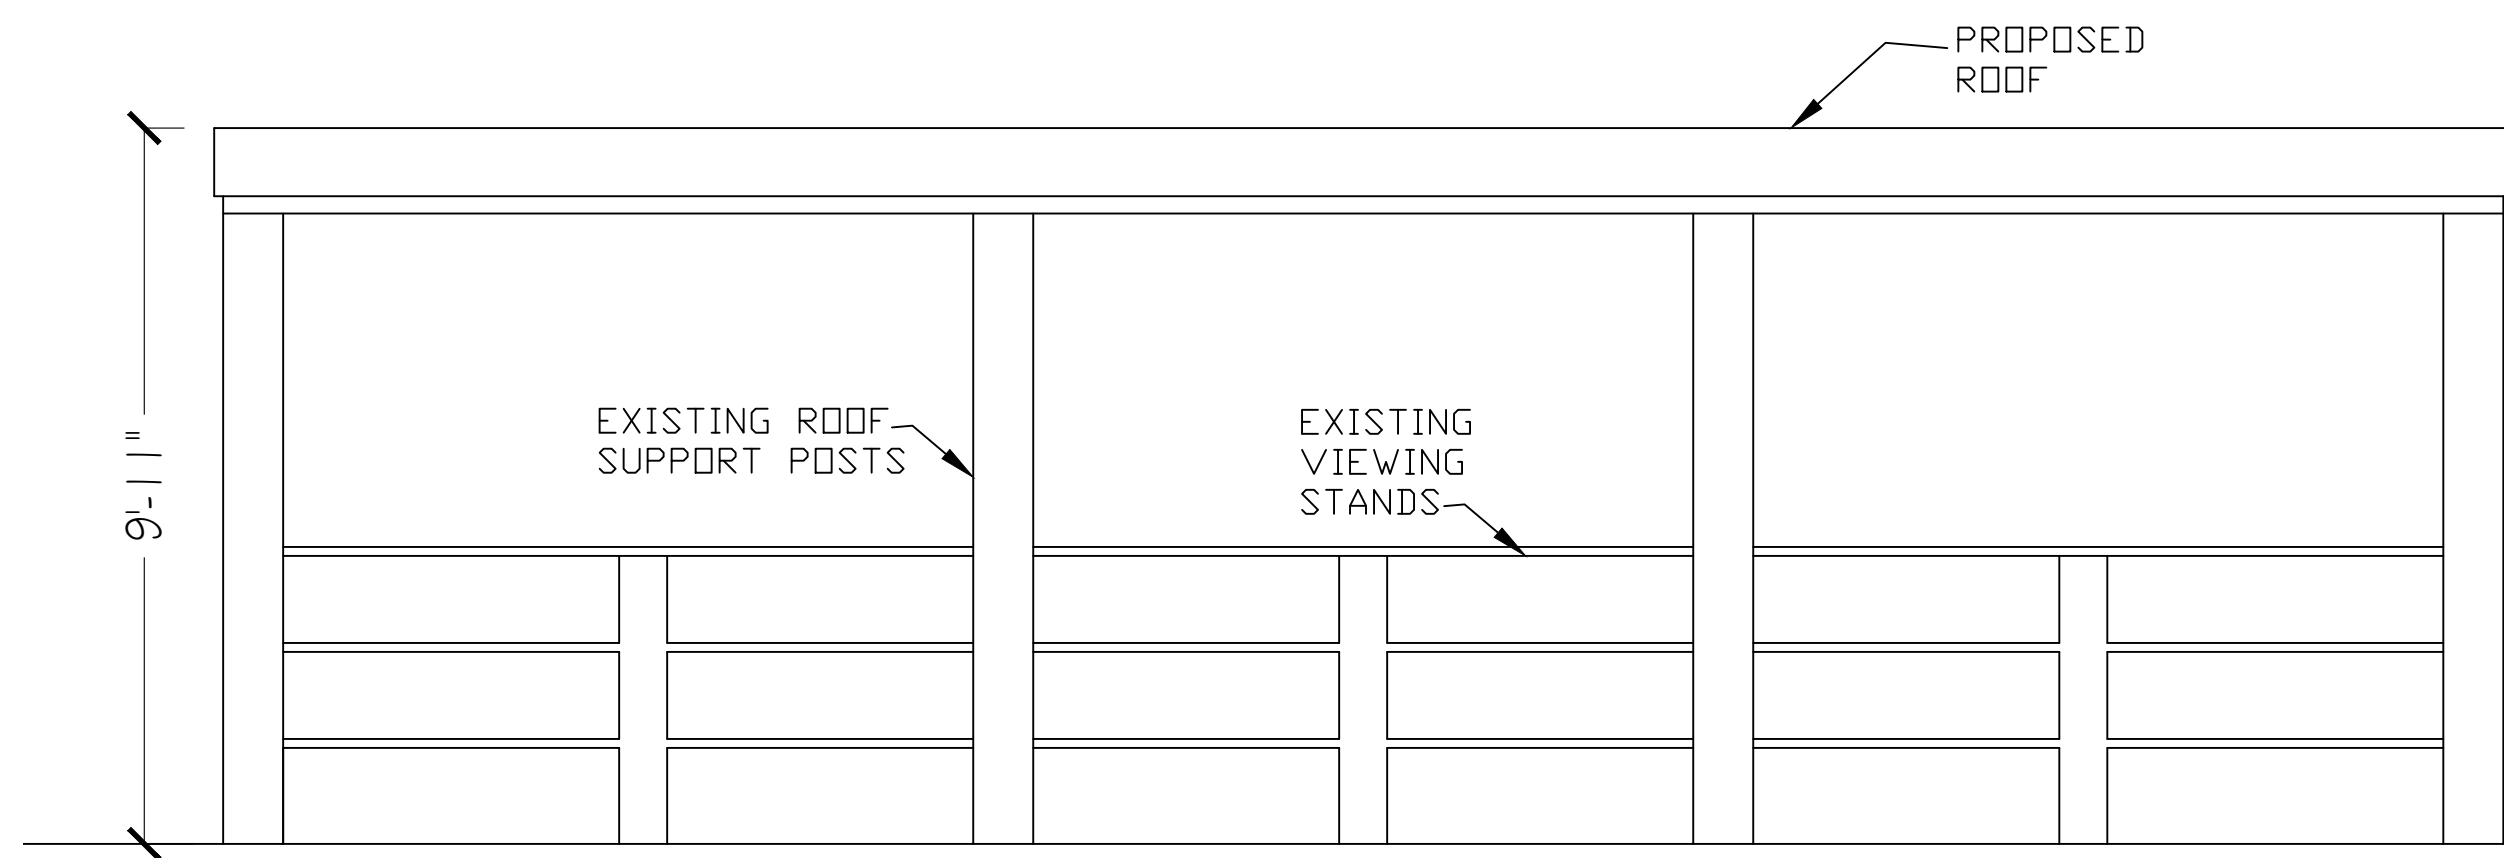 PROPOSED
ROOF
EXISTING ROOF
SUPPORT POSTS
EXISTING
VIEWING
STANDS
9'-11"